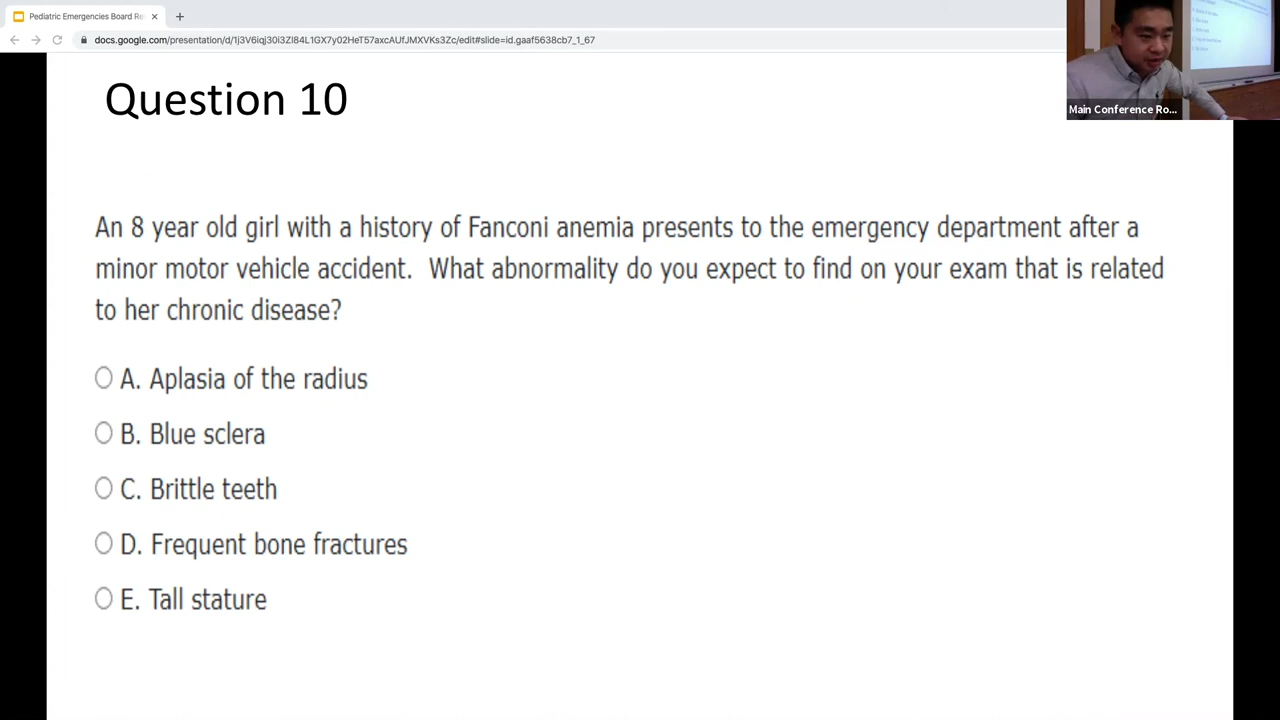 Pediatric Emergencies Board Re
docs.google.com/presentation/d/1j3V6iqj30i3ZI84L1GX7y02HeT57axcAUfJMXVKs3Zc/edit#slide=id.gaaf5638cb7_1_67
Main Conference Ro...
Question 10
An 8 year old girl with a history of Fanconi anemia presents to the emergency department after a
minor motor vehicle accident. What abnormality do you expect to find on your exam that is related
to her chronic disease?
A. Aplasia of the radius
B. Blue sclera
C. Brittle teeth
D. Frequent bone fractures
E. Tall stature